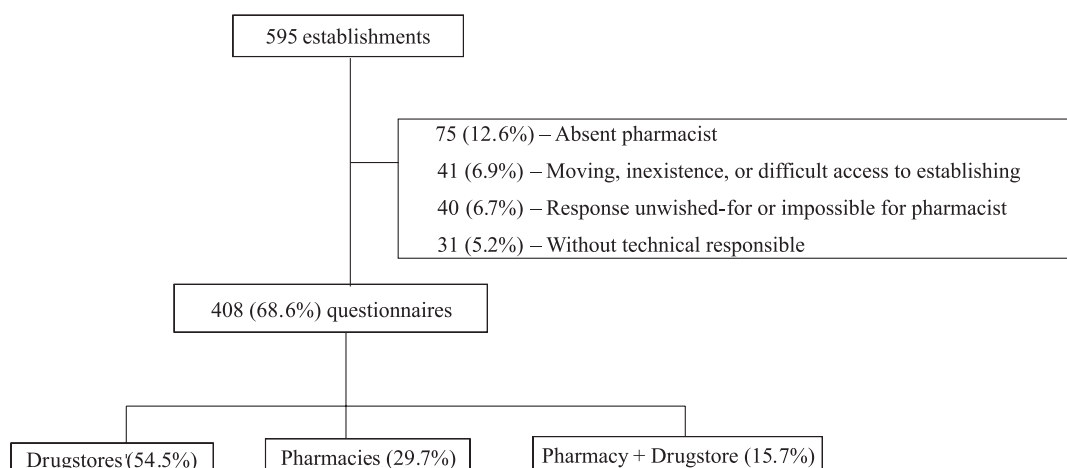 595 establishments
75 (12.6%) – Absent pharmacist
41 (6.9%) – Moving, inexistence, or difficult access to establishing
40 (6.7%) – Response unwished-for or impossible for pharmacist
31 (5.2%) – Without technical responsible
408 (68.6%) questionnaires
Drugstores (54.5%)
Pharmacies (29.7%)
Pharmacy + Drugstore (15.7%)